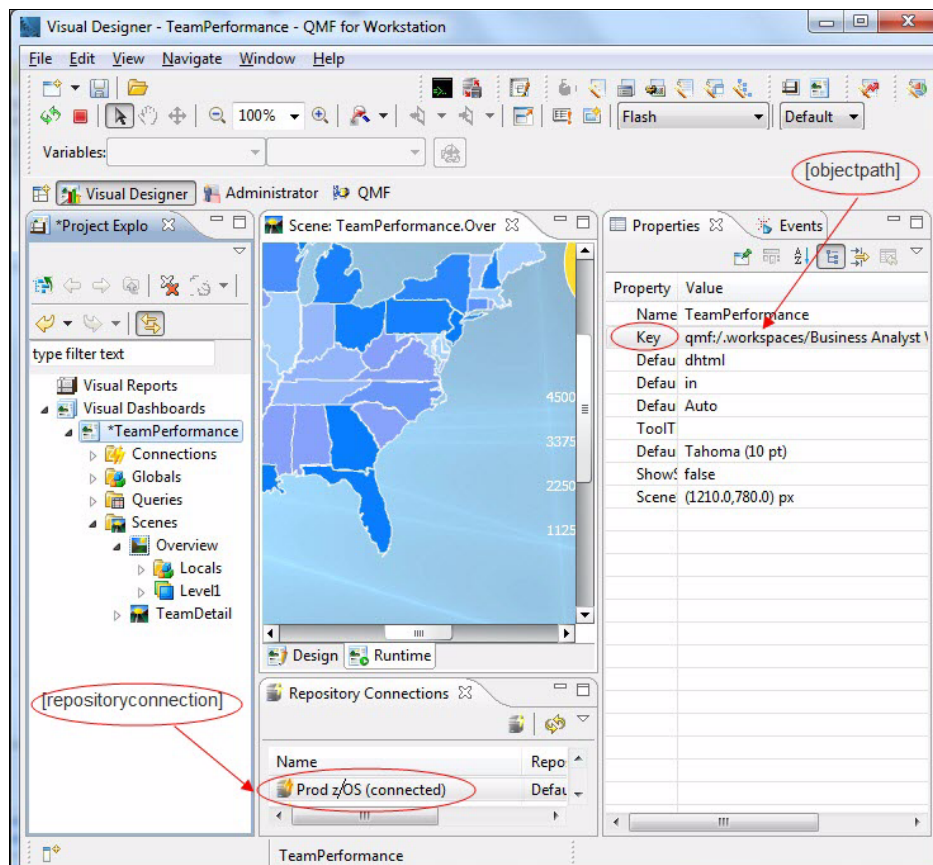 Visual Designer - TeamPerformance - QMF for Workstation
File Edit View Navigate Window Help
100%
Flash
Default
Variables:
[objectpath]
Visual Designer
Administrator
QMF
*Project Explo
type filter text
Visual Reports
Visual Dashboards
*TeamPerformance
Connections
Globals
Queries
Scenes
Overview
Locals
Level1
TeamDetail
[repositoryconnection]
Scene: TeamPerformance.Over
4500
3375
2250
1125
Design
Runtime
Repository Connections
Name Repo
Prod z/OS (connected) Defau
Properties
Events
Property Value
Name TeamPerformance
Key qmf:/.workspaces/Business Analyst
Defau dhtml
Defau in
Defau Auto
ToolT
Defau Tahoma (10 pt)
ShowS false
Scene (1210.0,780.0) px
TeamPerformance